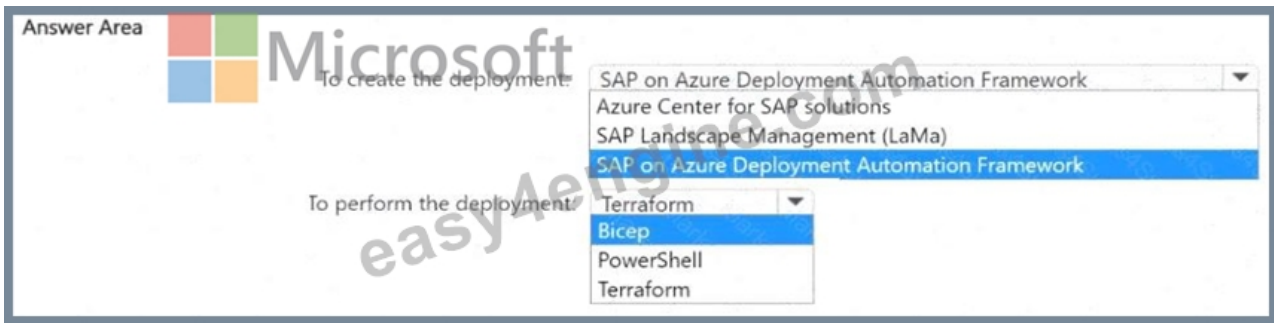 Answer Area
Microsoft
To create the deployment:
SAP on Azure Deployment Automation Framework
Azure Center for SAP solutions
SAP Landscape Management (LaMa)
SAP on Azure Deployment Automation Framework
To perform the deployment:
Terraform
Bicep
PowerShell
Terraform
easy4engine.com